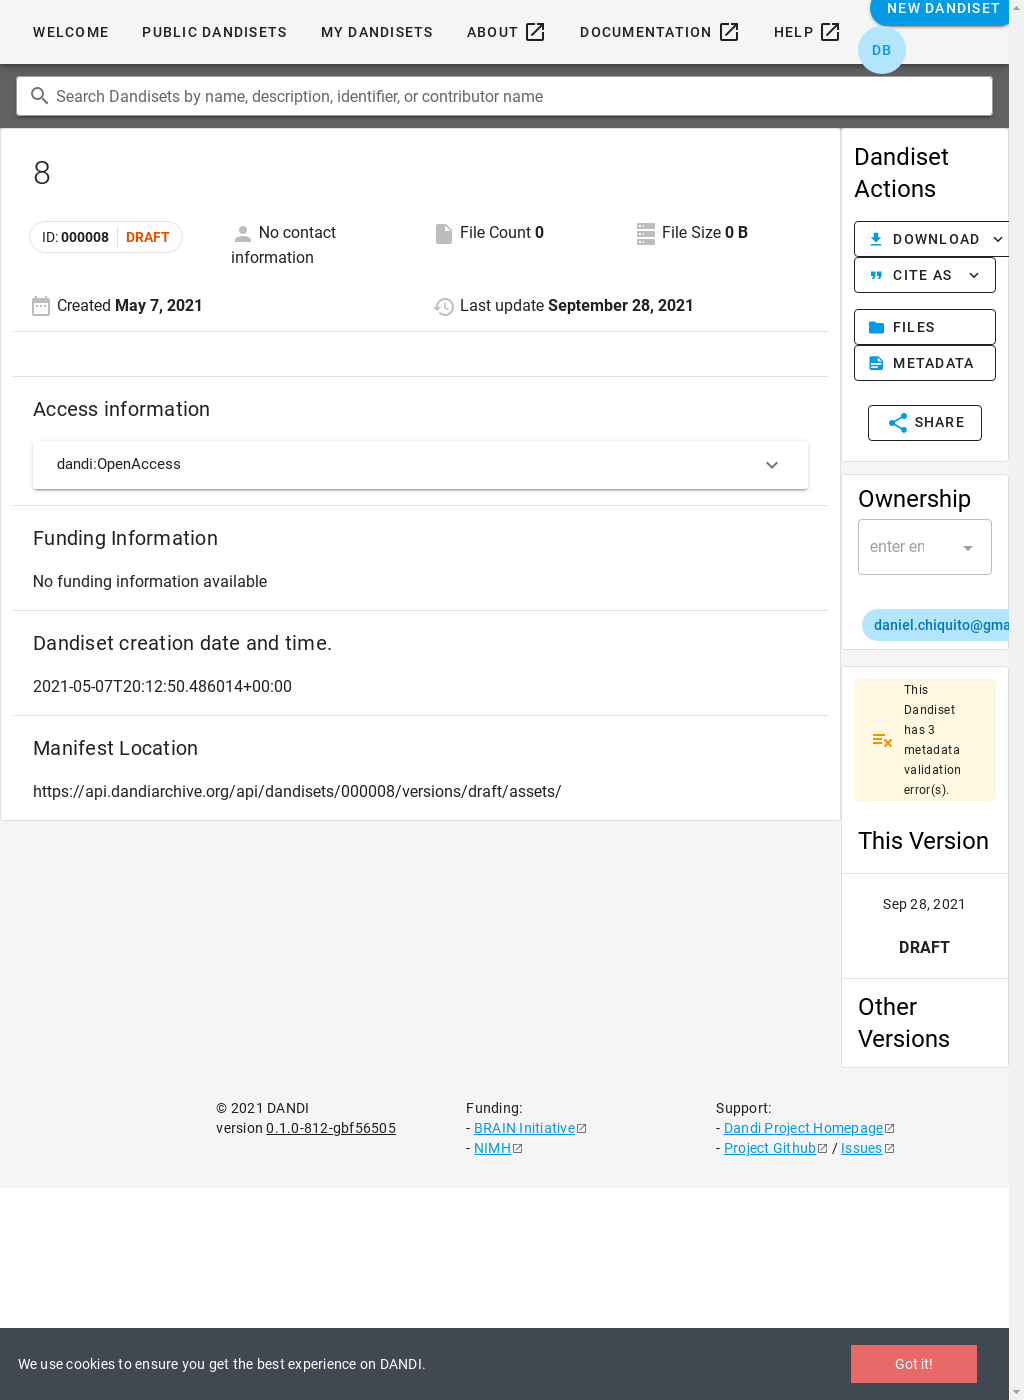 WELCOME
PUBLIC DANDISETS
MY DANDISETS
ABOUT
DOCUMENTATION
HELP
NEW DANDISET
DB
Search Dandisets by name, description, identifier, or contributor name
8
ID: 000008 DRAFT
No contact
information
File Count 0
File Size 0 B
Created May 7, 2021
Last update September 28, 2021
Access information
dandi:OpenAccess
Funding Information
No funding information available
Dandiset creation date and time.
2021-05-07T20:12:50.486014+00:00
Manifest Location
https://api.dandiarchive.org/api/dandisets/000008/versions/draft/assets/
Dandiset
Actions
DOWNLOAD
CITE AS
FILES
METADATA
SHARE
Ownership
enter en
daniel.chiquito@gma
This
Dandiset
has 3
metadata
validation
error(s).
This Version
Sep 28, 2021
DRAFT
Other
Versions
© 2021 DANDI
version 0.1.0-812-gbf56505
Funding:
- BRAIN Initiative
- NIMH
Support:
- Dandi Project Homepage
- Project Github / Issues
We use cookies to ensure you get the best experience on DANDI.
Got it!